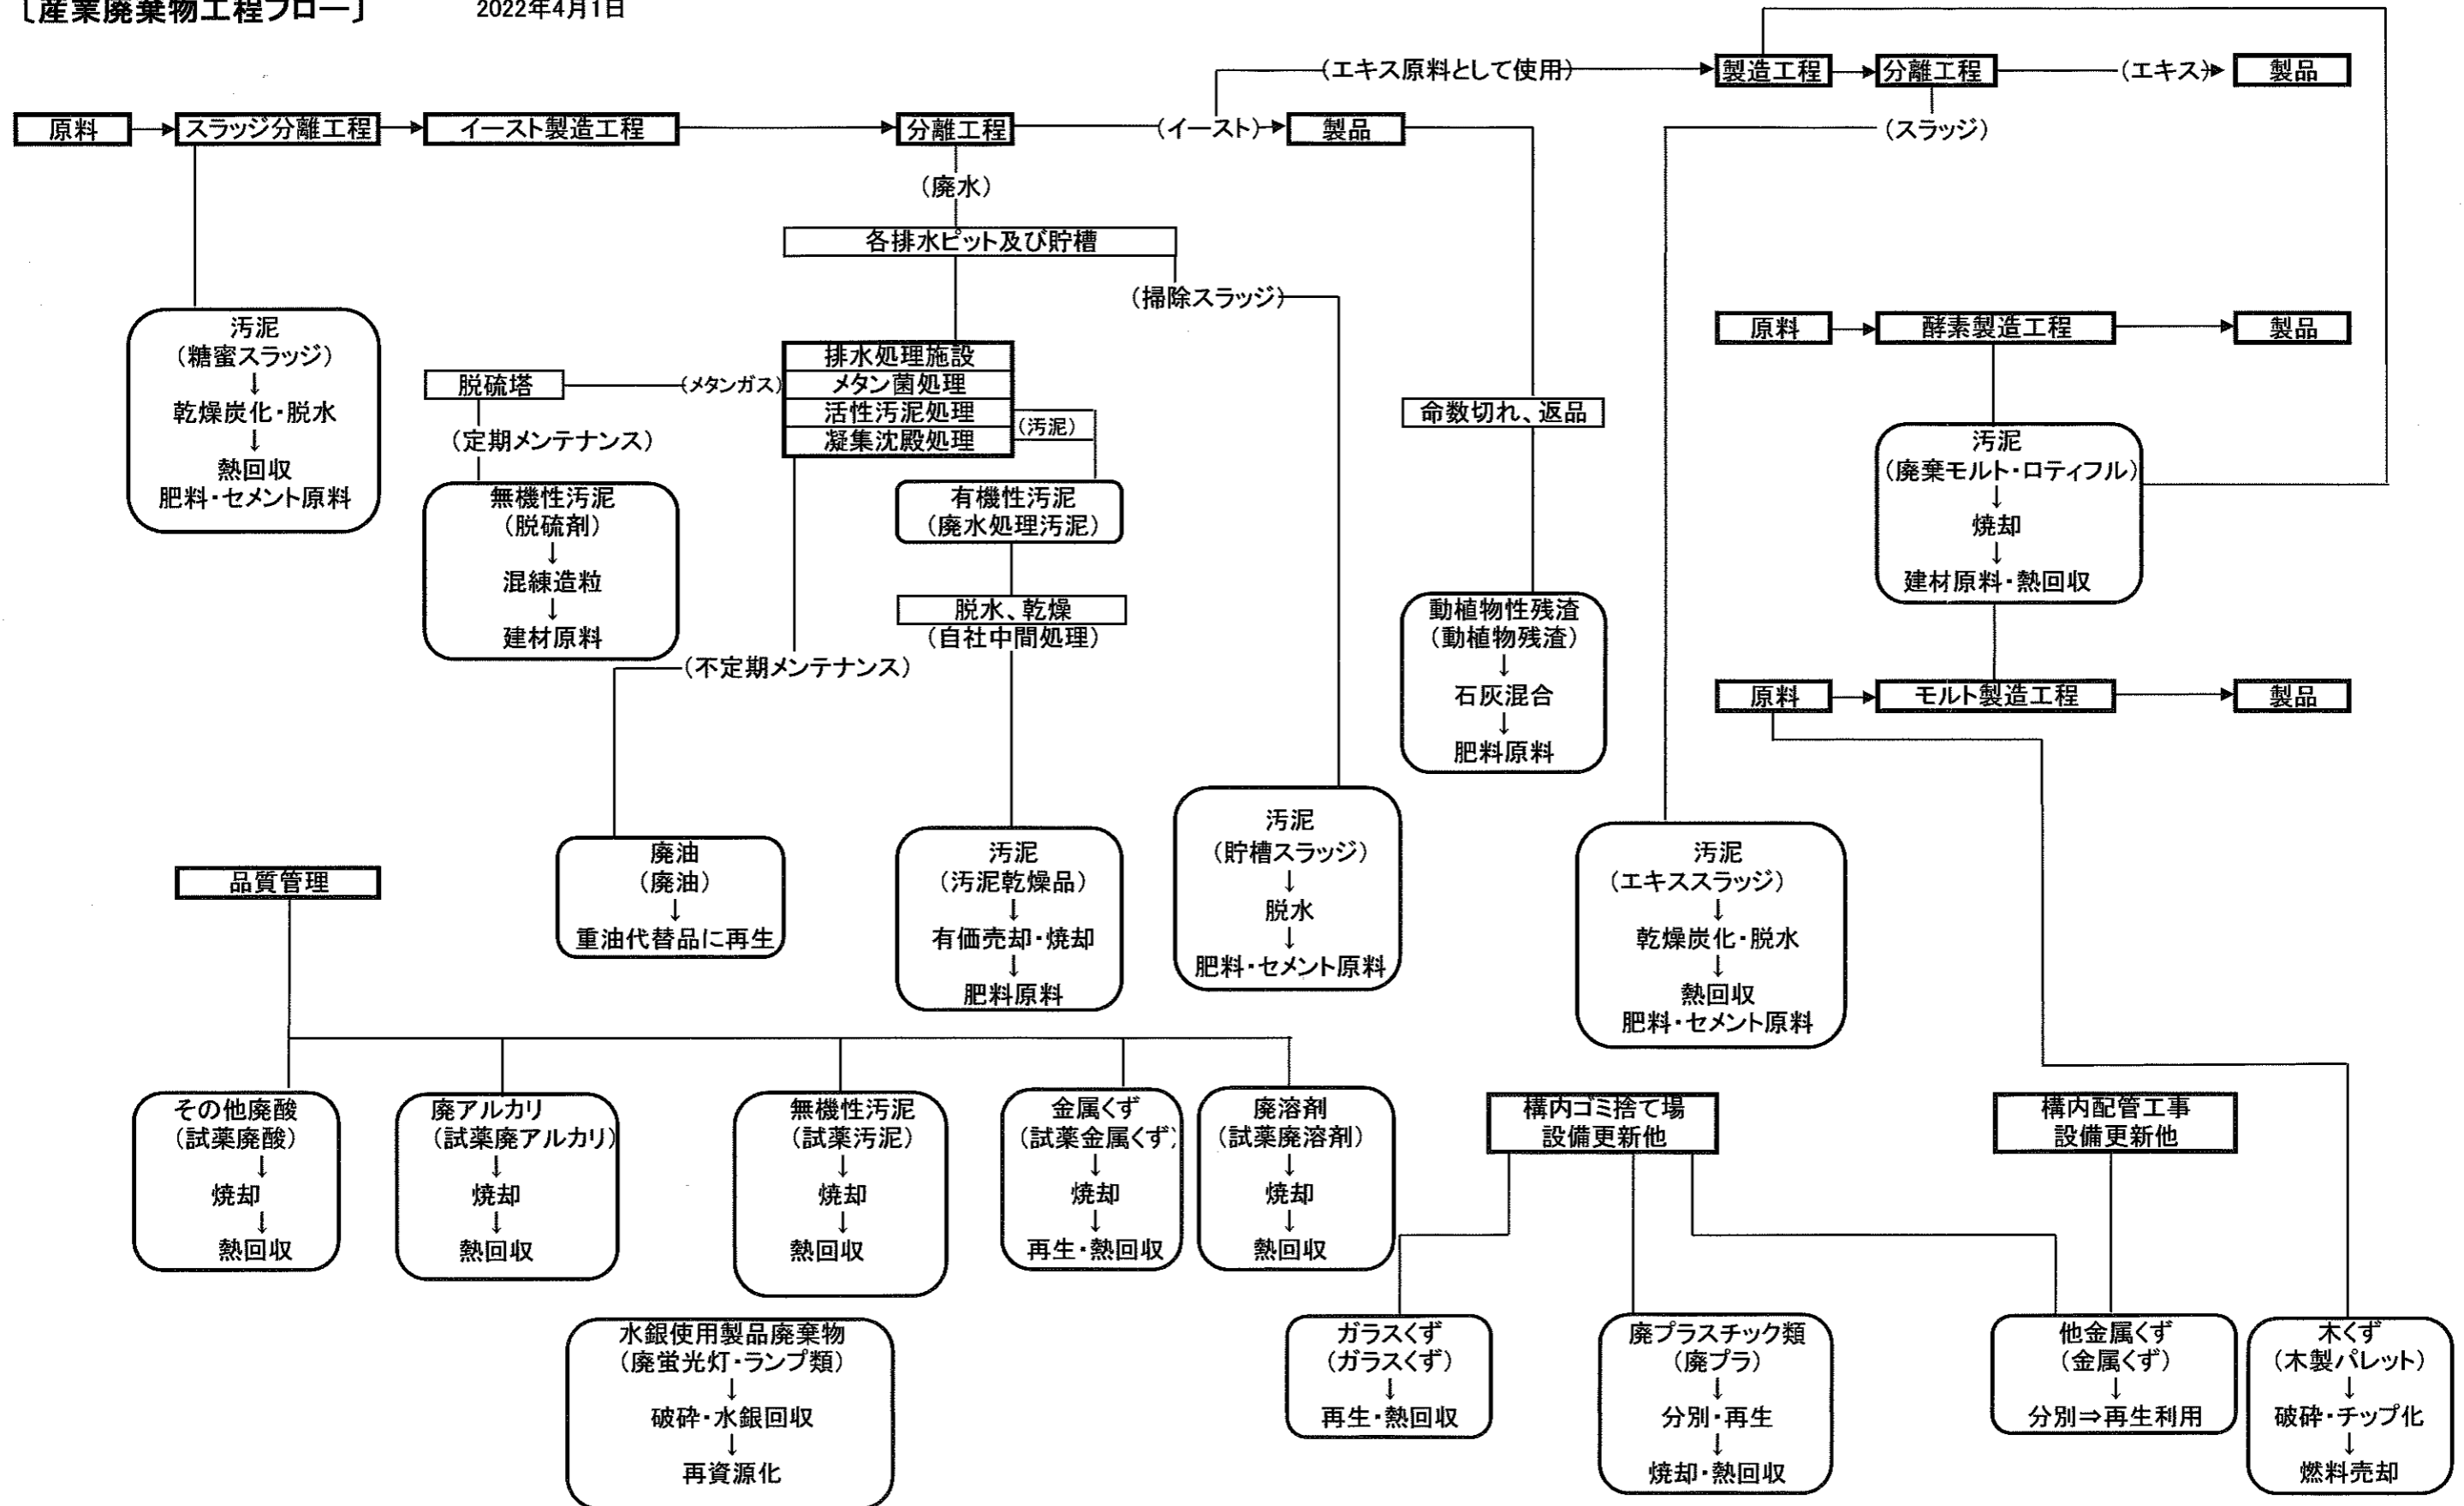 〔産業廃棄物工程フロー〕 2022年4月1日
(エキス原料として使用) 製造工程 分離工程 (エキス) 製品
原料 スラッジ分離工程 イースト製造工程 分離工程 (イースト) 製品 (スラッジ)
(廃水)
各排水ピット及び貯槽
(掃除スラッジ)
汚泥
(糖蜜スラッジ)
↓
乾燥炭化・脱水
↓
熱回収
肥料・セメント原料
排水処理施設
メタン菌処理
活性汚泥処理
凝集沈殿処理
(メタンガス)
脱硫塔
(定期メンテナンス)
(汚泥)
無機性汚泥
(脱硫剤)
↓
混練造粒
↓
建材原料
有機性汚泥
(廃水処理汚泥)
脱水、乾燥
(自社中間処理)
(不定期メンテナンス)
命数切れ、返品
動植物性残渣
(動植物残渣)
↓
石灰混合
↓
肥料原料
原料 酵素製造工程 製品
汚泥
(廃棄モルト・ロティフル)
↓
焼却
↓
建材原料・熱回収
原料 モルト製造工程 製品
廃油
(廃油)
↓
重油代替品に再生
汚泥
(汚泥乾燥品)
↓
有価売却・焼却
↓
肥料原料
汚泥
(貯槽スラッジ)
↓
脱水
↓
肥料・セメント原料
汚泥
(エキススラッジ)
↓
乾燥炭化・脱水
↓
熱回収
肥料・セメント原料
品質管理
その他廃酸
(試薬廃酸)
↓
焼却
↓
熱回収
廃アルカリ
(試薬廃アルカリ)
↓
焼却
↓
熱回収
無機性汚泥
(試薬汚泥)
↓
焼却
↓
熱回収
金属くず
(試薬金属くず)
↓
焼却
↓
再生・熱回収
廃溶剤
(試薬廃溶剤)
↓
焼却
↓
熱回収
構内ゴミ捨て場
設備更新他
構内配管工事
設備更新他
水銀使用製品廃棄物
(廃蛍光灯・ランプ類)
↓
破砕・水銀回収
↓
再資源化
ガラスくず
(ガラスくず)
↓
再生・熱回収
廃プラスチック類
(廃プラ)
↓
分別・再生
↓
焼却・熱回収
他金属くず
(金属くず)
↓
分別⇒再生利用
木くず
(木製パレット)
↓
破砕・チップ化
↓
燃料売却